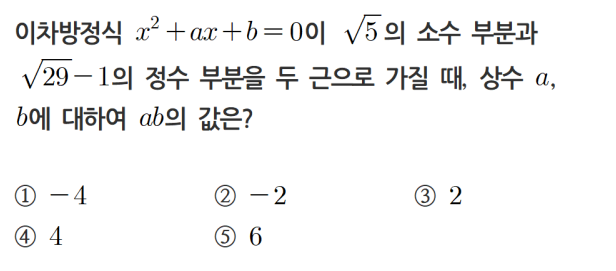 이차방정식 $x^2+ax+b=0$이 $\sqrt{5}$의 소수 부분과
$\sqrt{29}-1$의 정수 부분을 두 근으로 가질 때, 상수 $a$,
$b$에 대하여 $ab$의 값은?
① $-4$ ② $-2$ ③ $2$
④ $4$ ⑤ $6$